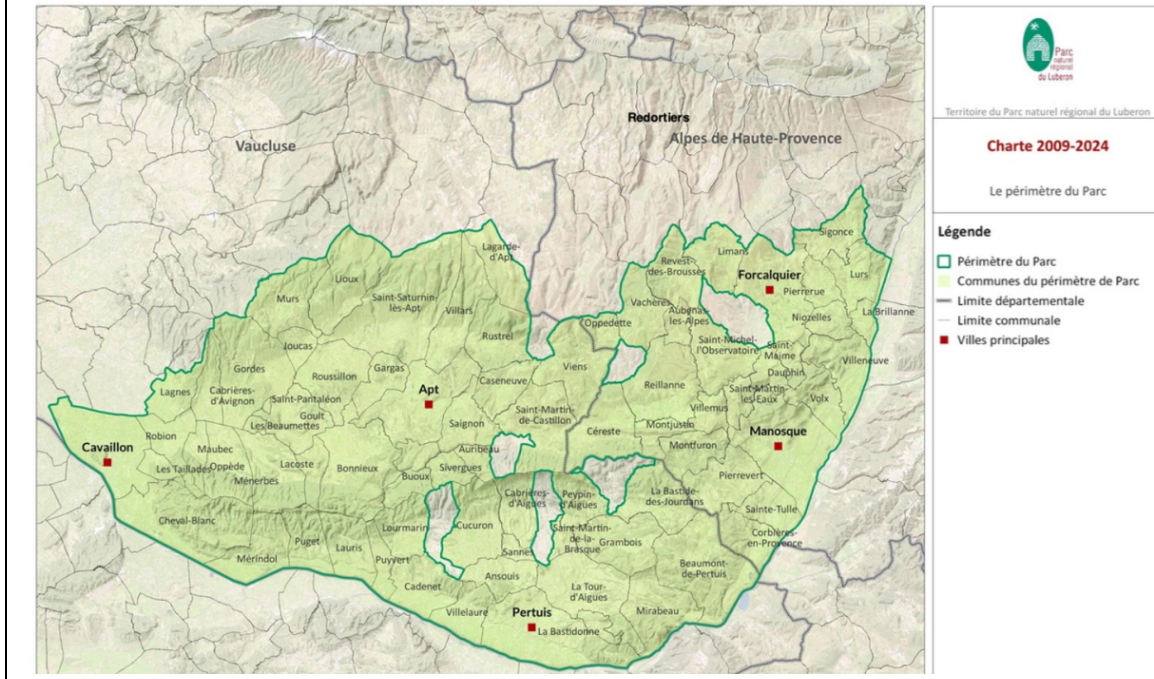 Redortiers
Alpes de Haute-Provence
Vaucluse
Lagarde-
d'Apt
Lioux
Murs
Saint-Saturnin-
lès-Apt
Villars
Rustrel
Joucas
Gordes
Roussillon
Gargas
Lagnes
Cabrières-
d'Avignon
Saint-Pantaléon
Goult
Les Beaumettes
Apt
Caseneuve
Viens
Saint-Martin-
de-Castillon
Saignon
Auribeau
Sivergues
Buoux
Cavaillon
Robion
Maubec
Les Taillades
Oppède
Ménerbes
Lacoste
Bonnieux
Cheval-Blanc
Mérindol
Puget
Lauris
Puyvert
Lourmarin
Cucuron
Cadenet
Cabrières-
d'Aigues
Peypin-
d'Aigues
Saint-Martin-
de-la-
Brasque
Sannes
Ansouis
Grambois
La Bastide-
des-Jourdans
La Tour-
d'Aigues
Villelaure
Pertuis
La Bastidonne
Mirabeau
Beaumont-
de-Pertuis
Sigonce
Limans
Revest-
des-Brousses
Forcalquier
Lurs
Vachères
Aubenas-
les-Alpes
Pierrerue
Niozelles
La Brillanne
Oppedette
Saint-Michel-
l'Observatoire
Saint-
Maime
Dauphin
Villeneuve
Reillanne
Saint-Martin-
les-Eaux
Volx
Villemus
Céreste
Montjustin
Manosque
Montfuron
Pierrevert
Sainte-Tulle
Corbières-
en-Provence
Parc
naturel
régional
du Luberon
Territoire du Parc naturel régional du Luberon
Charte 2009-2024
Le périmètre du Parc
Légende
Périmètre du Parc
Communes du périmètre de Parc
Limite départementale
Limite communale
Villes principales